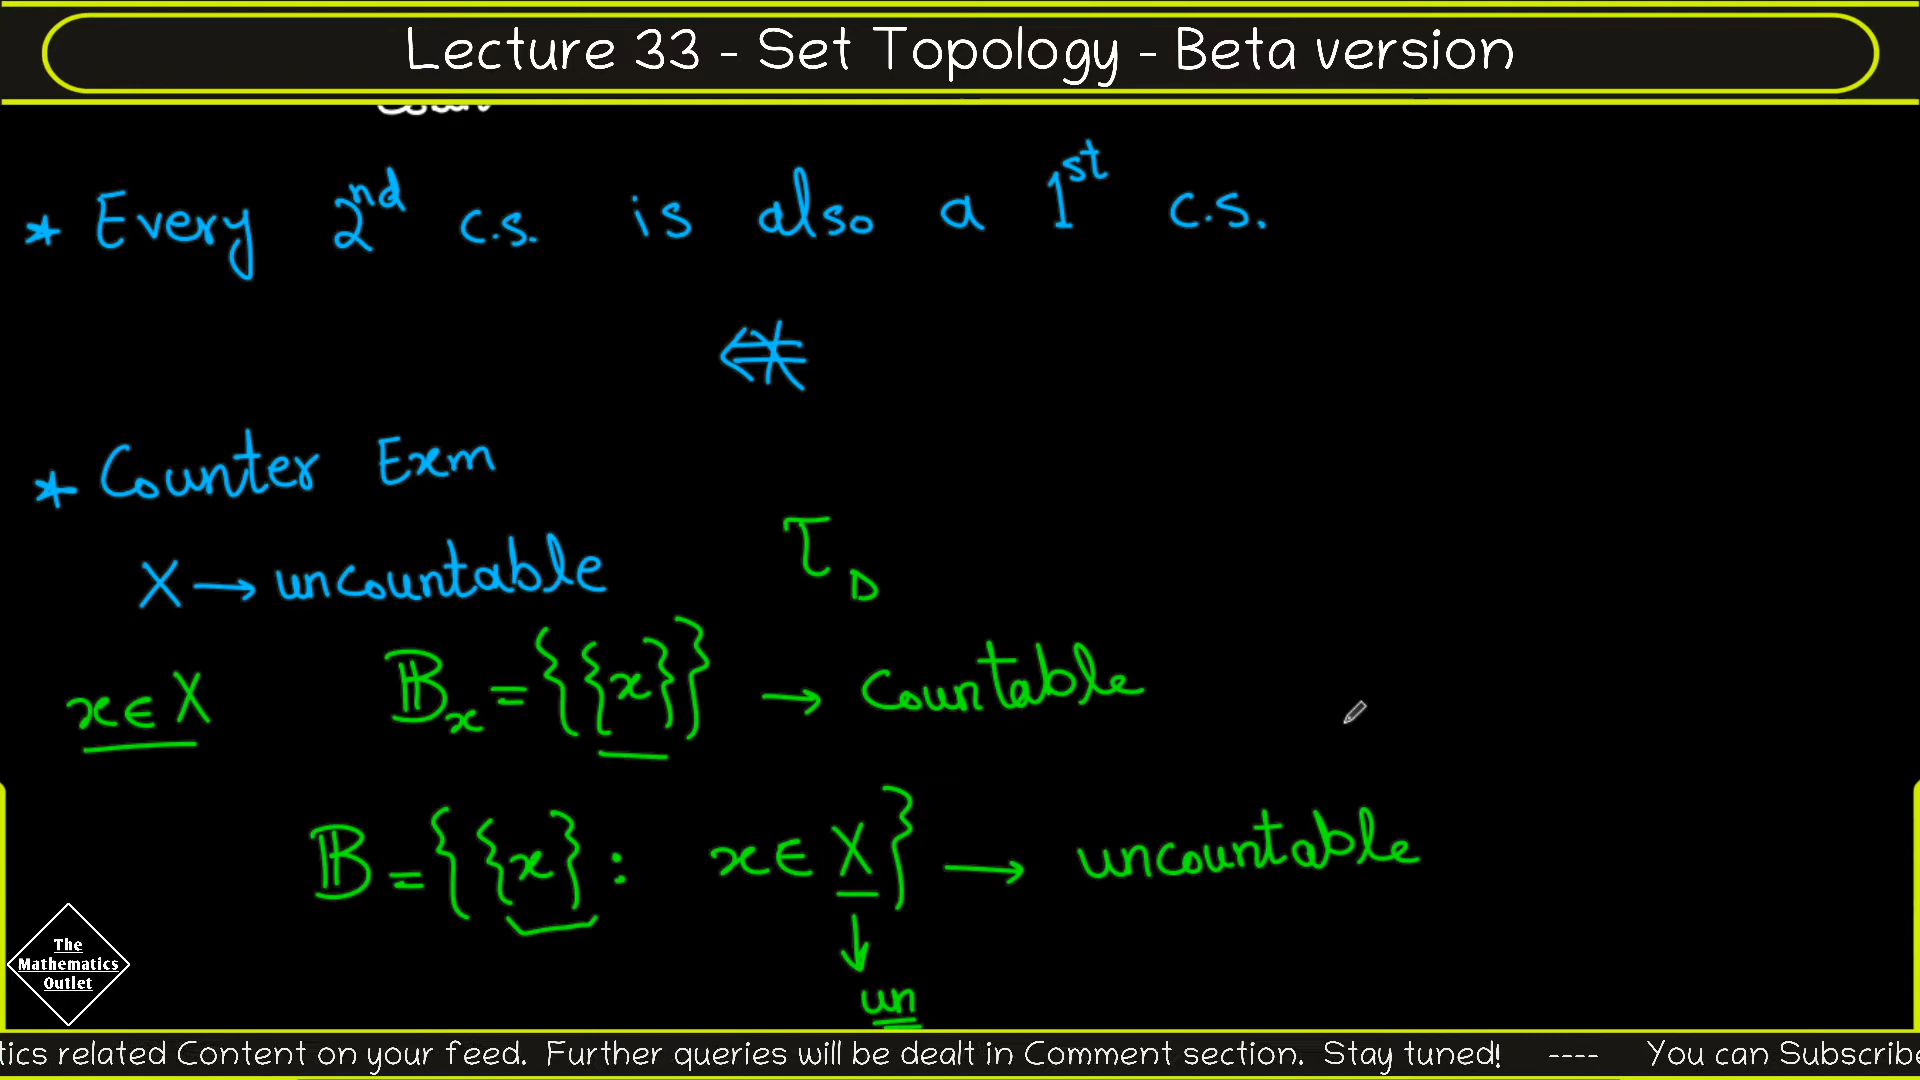 Lecture 33 - Set Topology - Beta version
* Every 2nd c.s. is also a 1st c.s.
* Counter Exm
X → uncountable τ_D
x ∈ X 𝔹_x = {{x}} → Countable
𝔹 = {{x} : x ∈ X} → uncountable
un
The
Mathematics
Outlet
tics related Content on your feed. Further queries will be dealt in Comment section. Stay tuned! ---- You can Subscribe